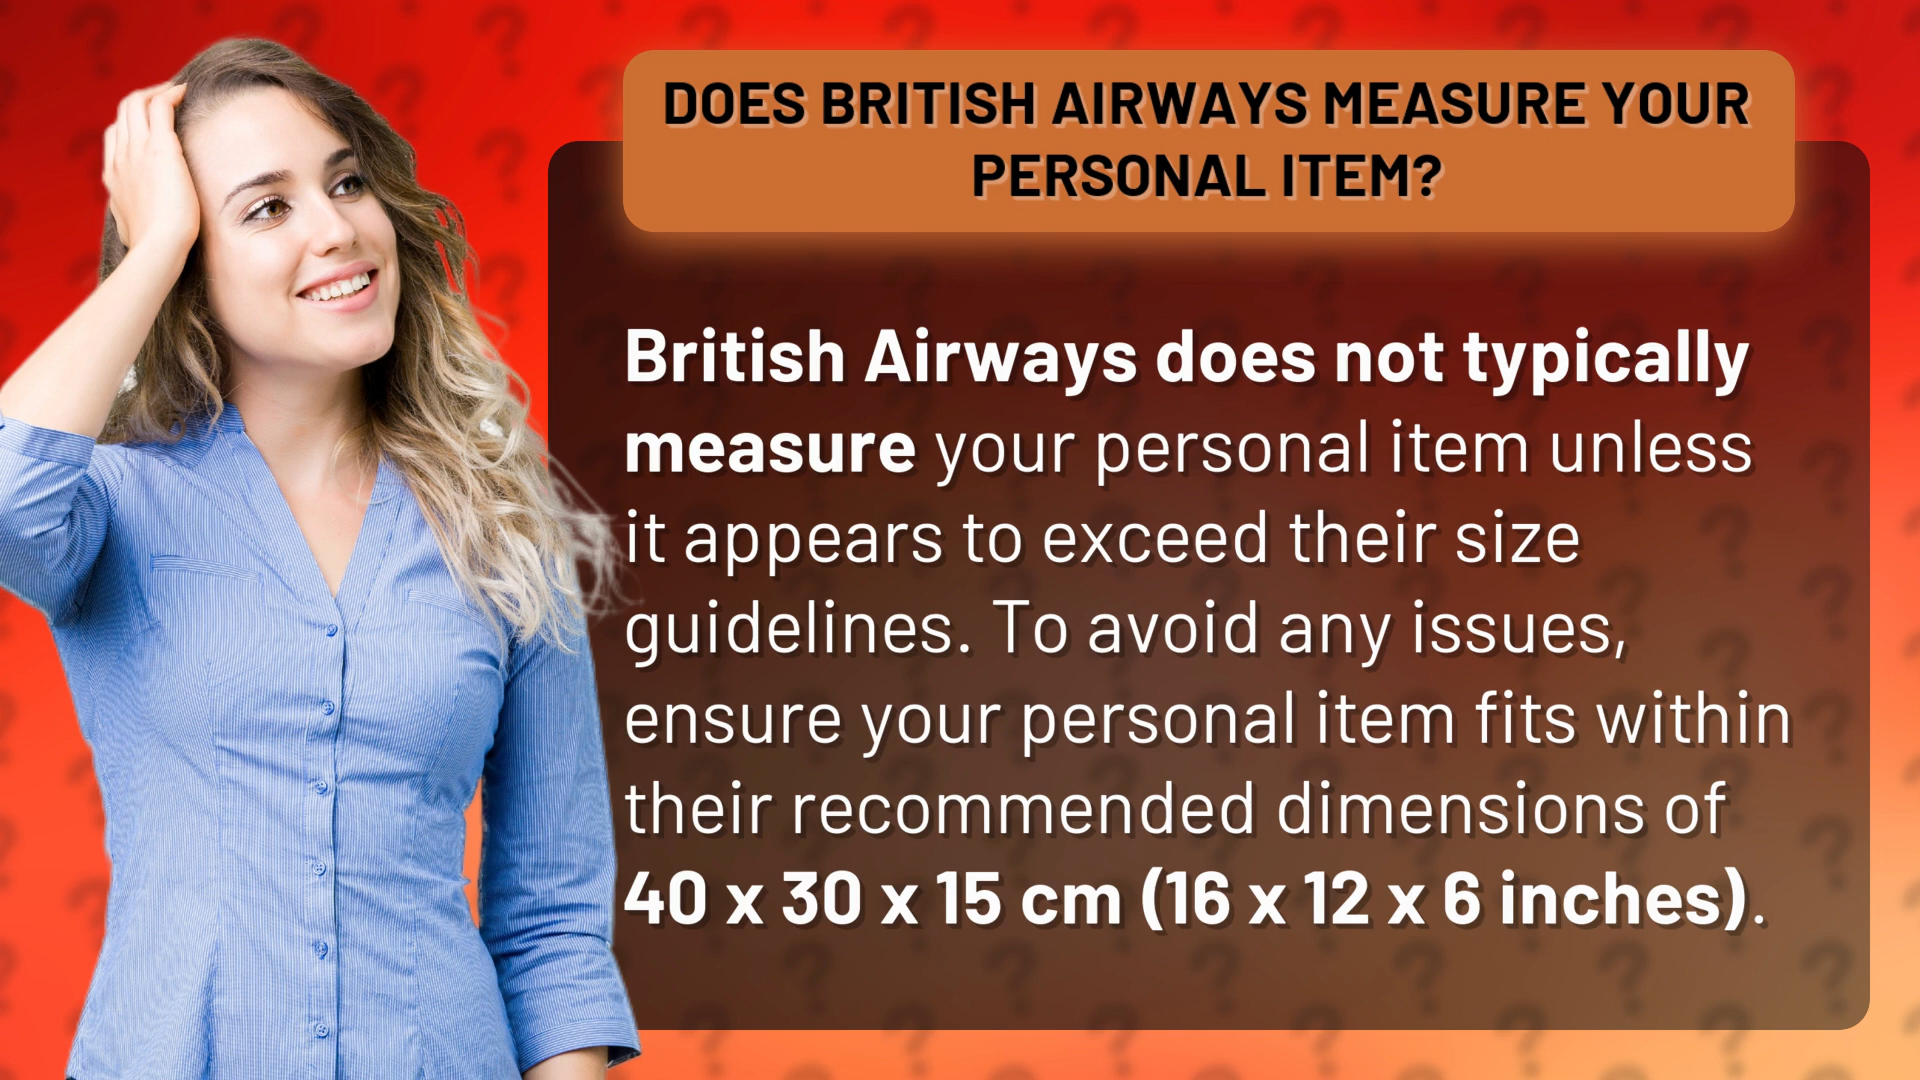 DOES BRITISH AIRWAYS MEASURE YOUR
PERSONAL ITEM?
British Airways does not typically
measure your personal item unless
it appears to exceed their size
guidelines. To avoid any issues,
ensure your personal item fits within
their recommended dimensions of
40 x 30 x 15 cm (16 x 12 x 6 inches).